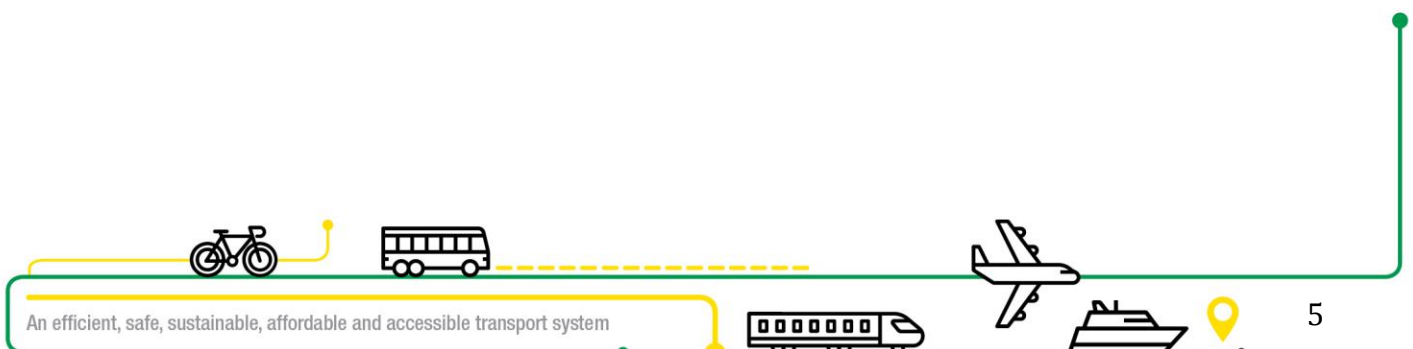 An efficient, safe, sustainable, affordable and accessible transport system
5